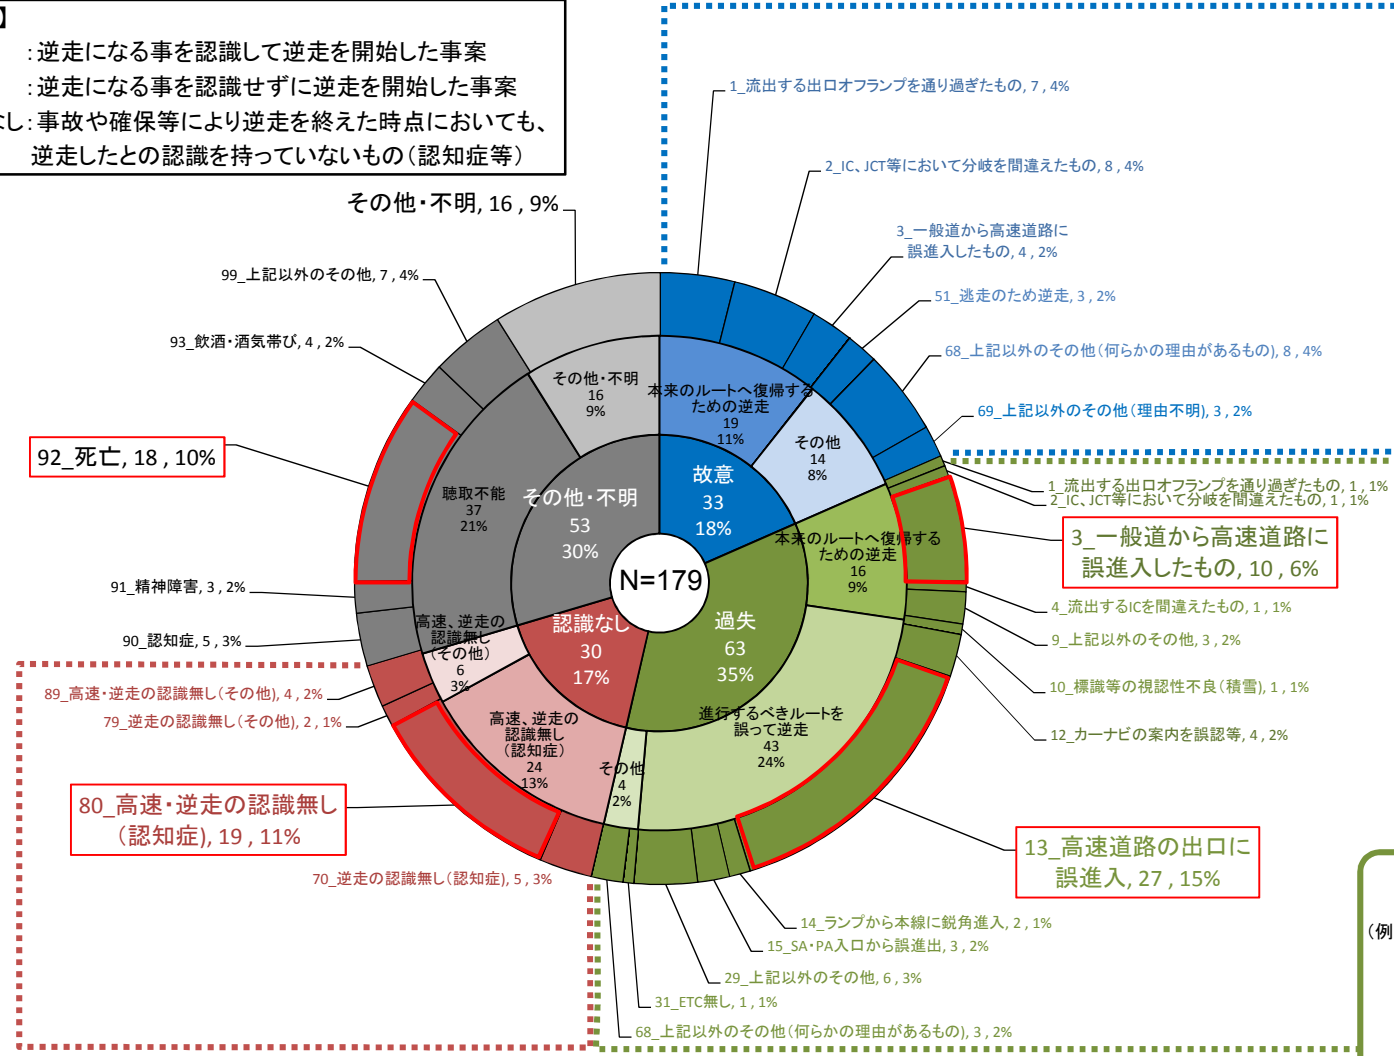 】
:逆走になる事を認識して逆走を開始した事案
:逆走になる事を認識せずに逆走を開始した事案
し:事故や確保等により逆走を終えた時点においても、
逆走したとの認識を持っていないもの(認知症等)
1_流出する出口オフランプを通り過ぎたもの, 7 , 4%
2_IC、JCT等において分岐を間違えたもの, 8 , 4%
3_一般道から高速道路に
誤進入したもの, 4 , 2%
51_逃走のため逆走, 3 , 2%
68_上記以外のその他(何らかの理由があるもの), 8 , 4%
69_上記以外のその他(理由不明), 3 , 2%
1_流出する出口オフランプを通り過ぎたもの, 1 , 1%
2_IC、JCT等において分岐を間違えたもの, 1 , 1%
3_一般道から高速道路に
誤進入したもの, 10 , 6%
4_流出するICを間違えたもの, 1 , 1%
9_上記以外のその他, 3 , 2%
10_標識等の視認性不良(積雪), 1 , 1%
12_カーナビの案内を誤認等, 4 , 2%
13_高速道路の出口に
誤進入, 27 , 15%
14_ランプから本線に鋭角進入, 2 , 1%
15_SA・PA入口から誤進出, 3 , 2%
29_上記以外のその他, 6 , 3%
31_ETC無し, 1 , 1%
68_上記以外のその他(何らかの理由があるもの), 3 , 2%
70_逆走の認識無し(認知症), 5 , 3%
80_高速・逆走の認識無し
(認知症), 19 , 11%
79_逆走の認識無し(その他), 2 , 1%
89_高速・逆走の認識無し(その他), 4 , 2%
90_認知症, 5 , 3%
91_精神障害, 3 , 2%
92_死亡, 18 , 10%
93_飲酒・酒気帯び, 4 , 2%
99_上記以外のその他, 7 , 4%
その他・不明, 16 , 9%
本来のルートへ復帰する
ための逆走
19
11%
その他
14
8%
本来のルートへ復帰する
ための逆走
16
9%
進行するべきルートを
誤って逆走
43
24%
その他
4
2%
高速、逆走の
認識無し
(認知症)
24
13%
高速、逆走の
認識無し
(その他)
6
3%
聴取不能
37
21%
その他・不明
16
9%
故意
33
18%
過失
63
35%
認識なし
30
17%
その他・不明
53
30%
N=179
(例